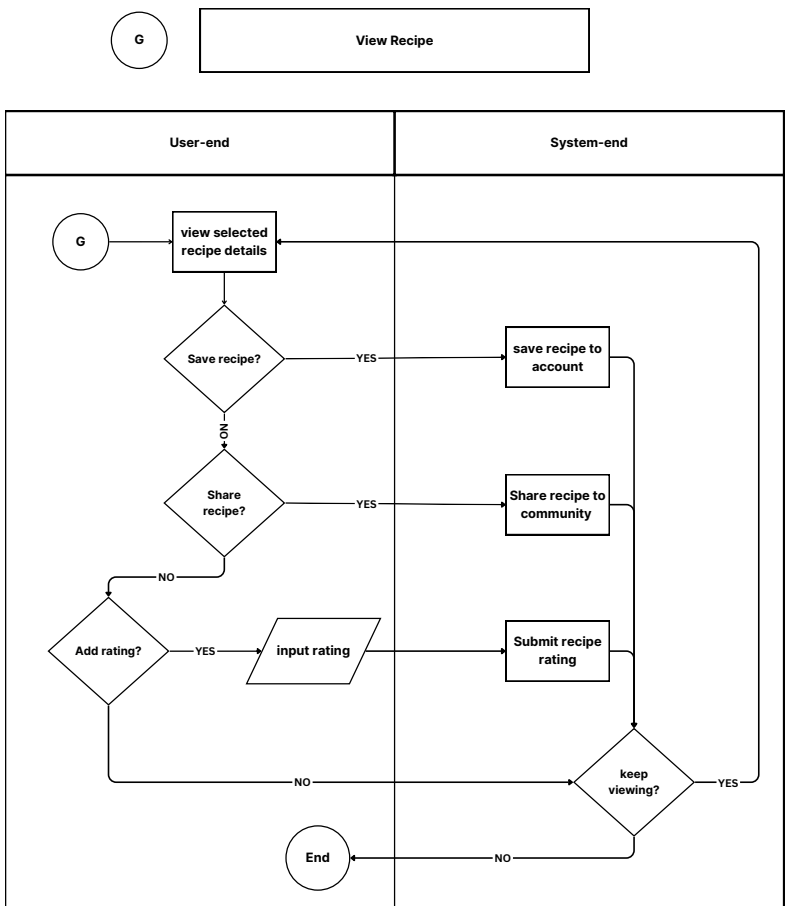 G
View Recipe
User-end
System-end
G
view selected
recipe details
Save recipe?
YES
save recipe to
account
NO
Share
recipe?
YES
Share recipe to
community
NO
Add rating?
YES
input rating
Submit recipe
rating
NO
keep
viewing?
YES
End
NO